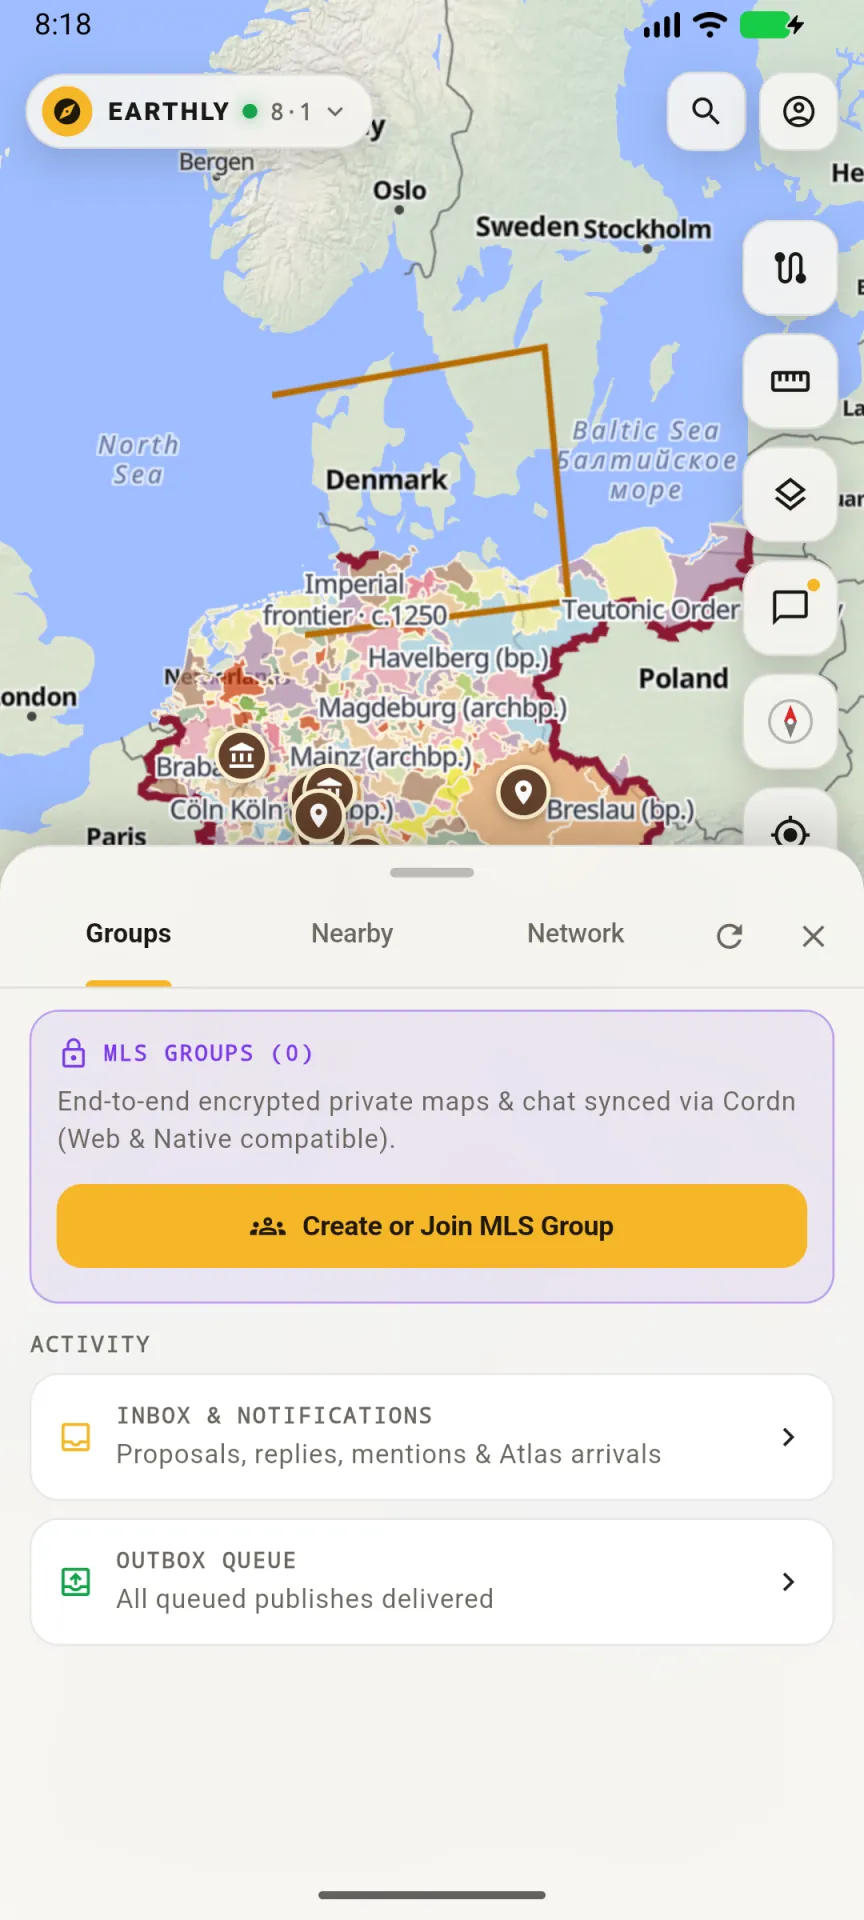 8:18
EARTHLY 8·1
Bergen
Oslo
Sweden
Stockholm
North
Sea
Baltic Sea
Балтийское
море
Denmark
Imperial
frontier · c.1250
Teutonic Order
Havelberg (bp.)
Poland
Magdeburg (archbp.)
ondon
Braba
Mainz (archbp.)
Cöln Köln
bp.)
Breslau (bp.)
Paris
Groups
Nearby
Network
MLS GROUPS (0)
End-to-end encrypted private maps & chat synced via Cordn
(Web & Native compatible).
Create or Join MLS Group
ACTIVITY
INBOX & NOTIFICATIONS
Proposals, replies, mentions & Atlas arrivals
OUTBOX QUEUE
All queued publishes delivered